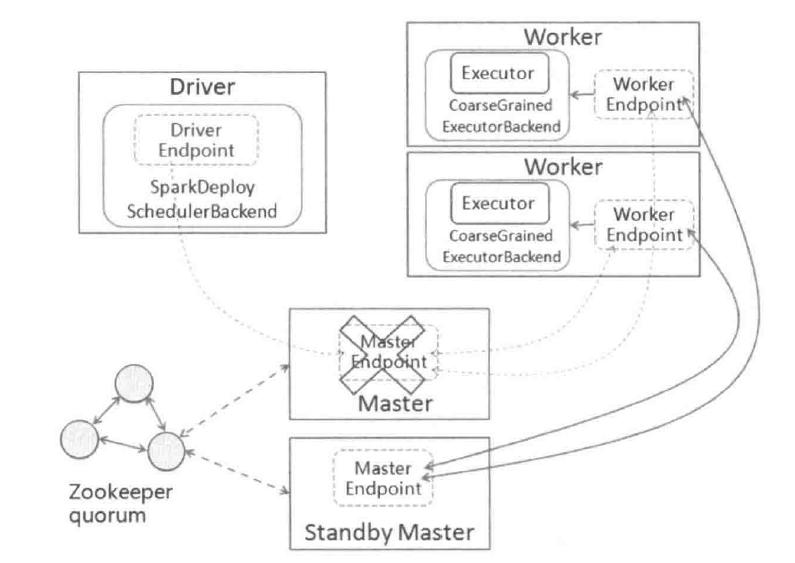 Driver
Driver
Endpoint
SparkDeploy
SchedulerBackend
Worker
Executor
CoarseGrained
ExecutorBackend
Worker
Endpoint
Worker
Executor
CoarseGrained
ExecutorBackend
Worker
Endpoint
Master
Endpoint
Master
Zookeeper
quorum
Master
Endpoint
Standby Master